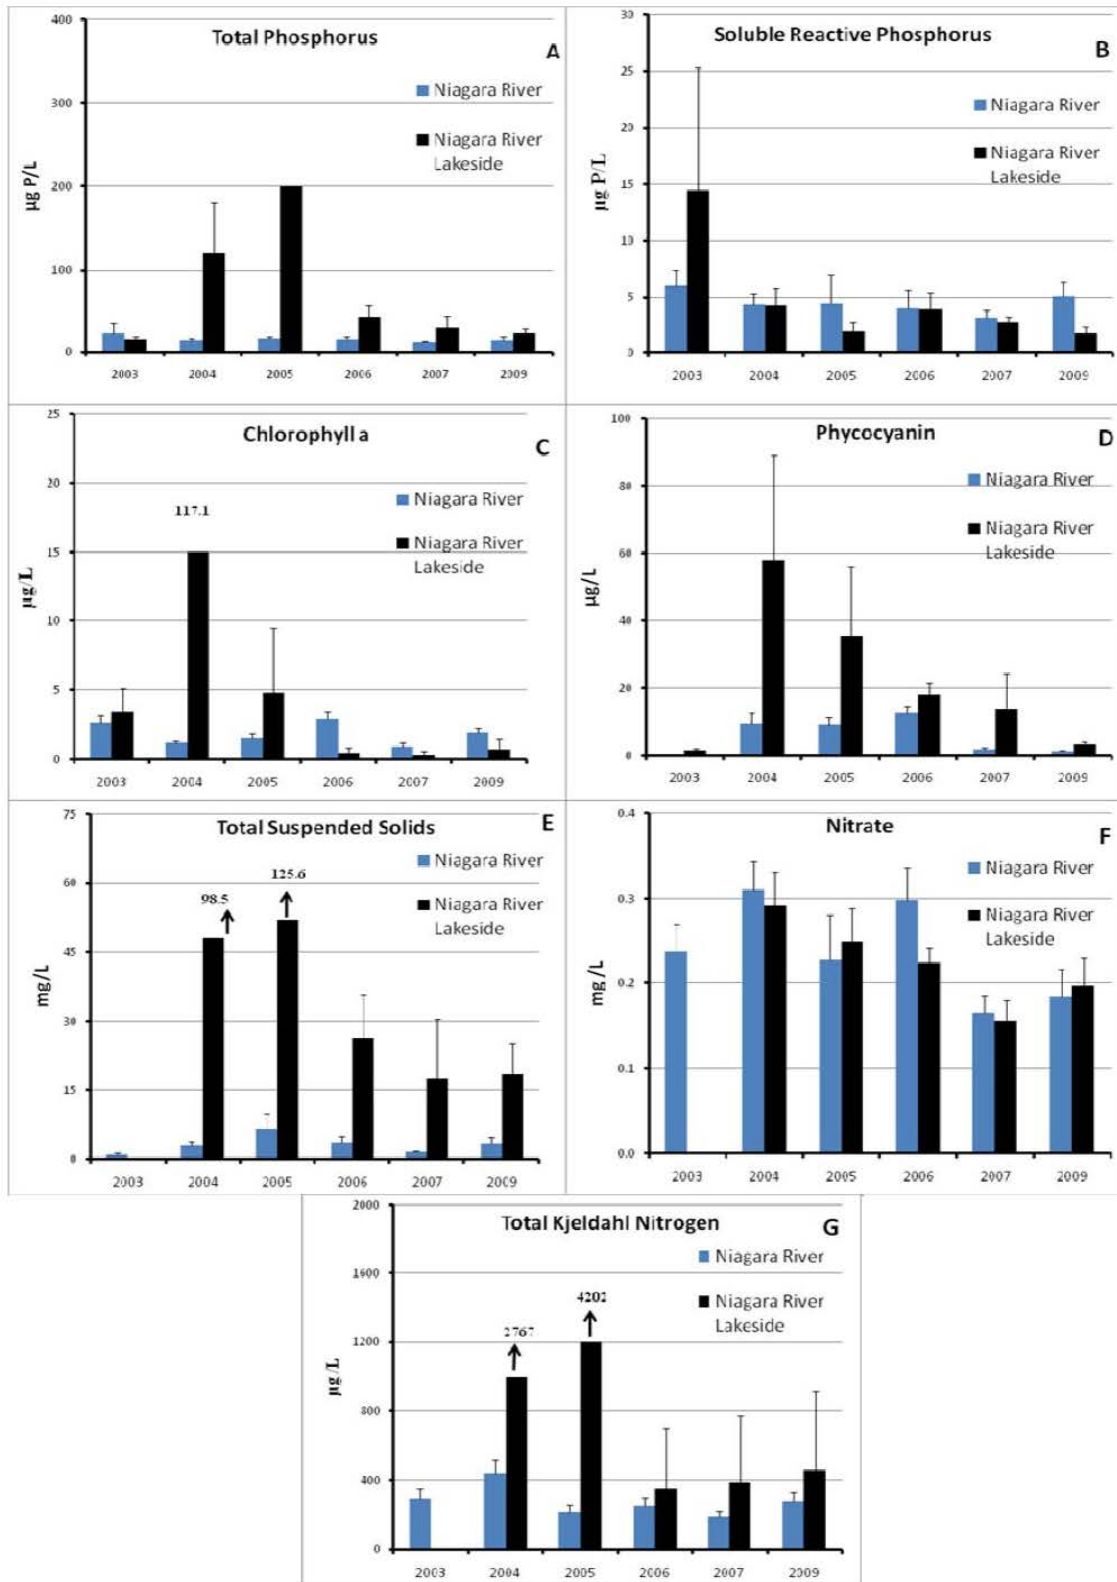 Total Phosphorus
A
400
300
200
100
0
µg P/L
Niagara River
Niagara River
Lakeside
2003 2004 2005 2006 2007 2009
Soluble Reactive Phosphorus
B
30
25
20
15
10
5
0
µg P/L
Niagara River
Niagara River
Lakeside
2003 2004 2005 2006 2007 2009
Chlorophyll a
C
25
20
15
10
5
0
µg/L
117.1
Niagara River
Niagara River
Lakeside
2003 2004 2005 2006 2007 2009
Phycocyanin
D
100
80
60
40
20
0
µg/L
Niagara River
Niagara River
Lakeside
2003 2004 2005 2006 2007 2009
Total Suspended Solids
E
75
60
45
30
15
0
mg/L
98.5
125.6
Niagara River
Niagara River
Lakeside
2003 2004 2005 2006 2007 2009
Nitrate
F
0.4
0.3
0.2
0.1
0.0
mg/L
Niagara River
Niagara River
Lakeside
2003 2004 2005 2006 2007 2009
Total Kjeldahl Nitrogen
G
2000
1600
1200
800
400
0
µg/L
2767
4202
Niagara River
Niagara River
Lakeside
2003 2004 2005 2006 2007 2009